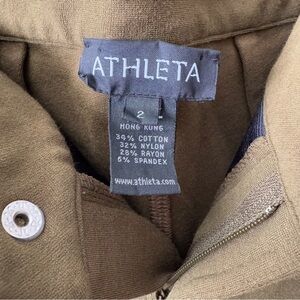 ATHLETA
2
HONG KONG
34% COTTON
32% NYLON
28% RAYON
6% SPANDEX
www.athleta.com